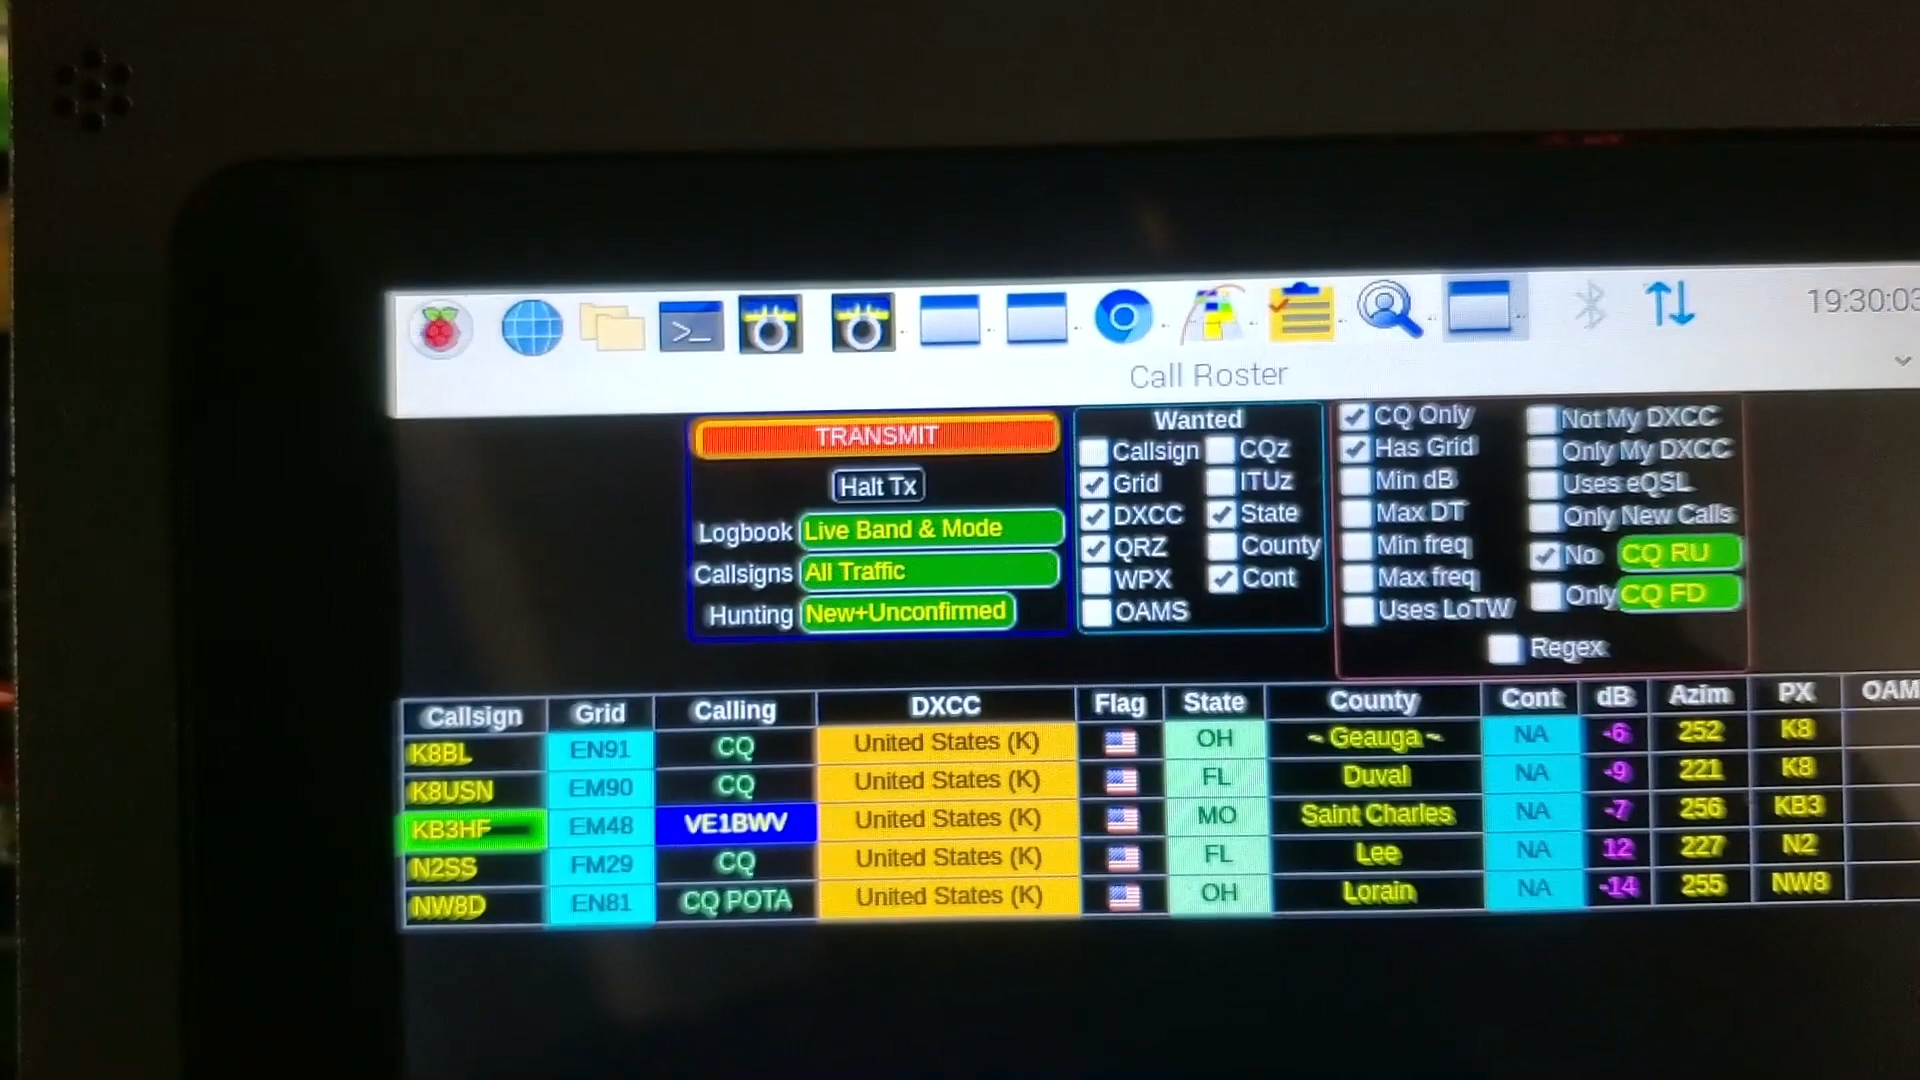 19:30:03
Call Roster
TRANSMIT
Halt Tx
Logbook Live Band & Mode
Callsigns All Traffic
Hunting New+Unconfirmed
Wanted
Callsign CQz
Grid ITUz
DXCC State
QRZ County
WPX Cont
OAMS
CQ Only Not My DXCC
Has Grid Only My DXCC
Min dB Uses eQSL
Max DT Only New Calls
Min freq No CQ RU
Max freq Only CQ FD
Uses LoTW
Regex
Callsign Grid Calling DXCC Flag State County Cont dB Azim PX OAM
K8BL EN91 CQ United States (K) OH ~ Geauga ~ NA -6 252 K8
K8USN EM90 CQ United States (K) FL Duval NA -9 221 K8
KB3HF EM48 VE1BWV United States (K) MO Saint Charles NA -7 256 KB3
N2SS FM29 CQ United States (K) FL Lee NA 12 227 N2
NW8D EN81 CQ POTA United States (K) OH Lorain NA -14 255 NW8